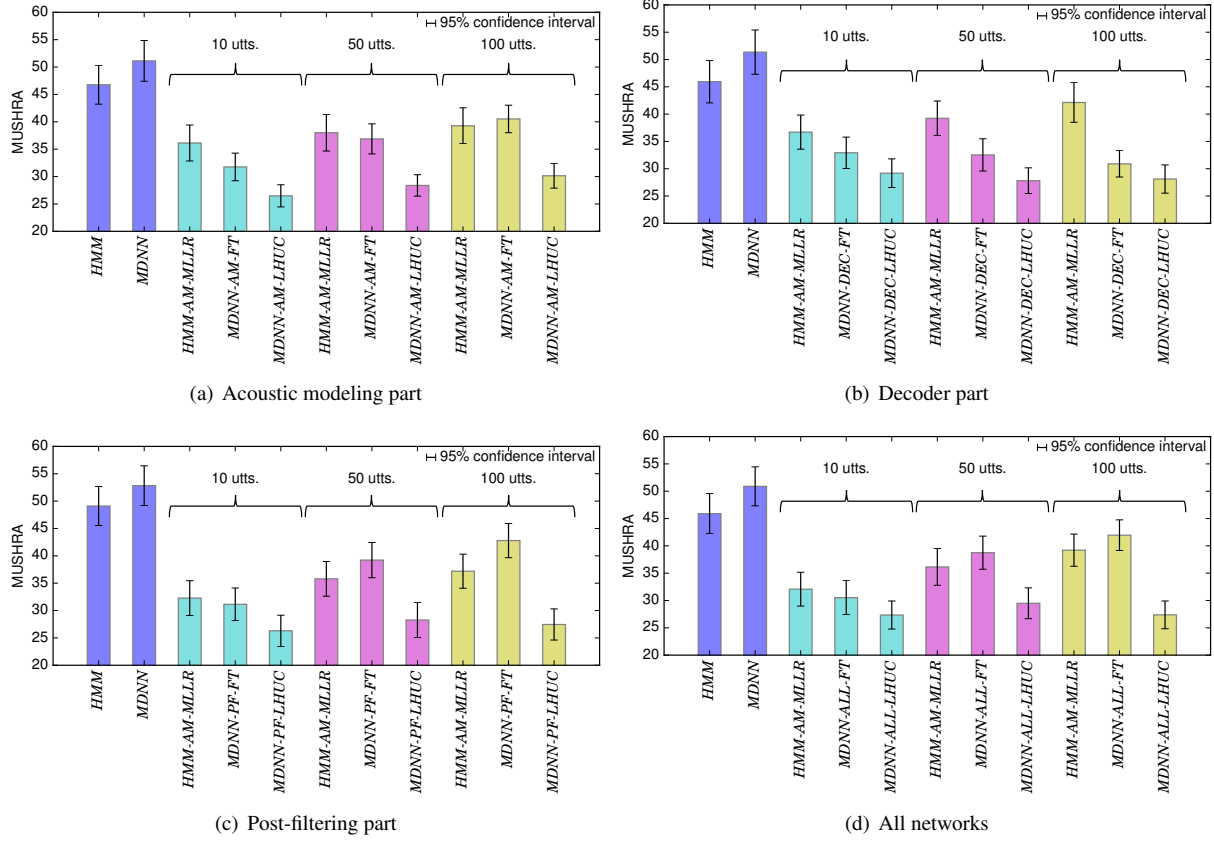 95% confidence interval
10 utts.
50 utts.
100 utts.
MUSHRA
60
55
50
45
40
35
30
25
20
HMM
MDNN
HMM-AM-MLLR
MDNN-AM-FT
MDNN-AM-LHUC
HMM-AM-MLLR
MDNN-AM-FT
MDNN-AM-LHUC
HMM-AM-MLLR
MDNN-AM-FT
MDNN-AM-LHUC
(a) Acoustic modeling part
95% confidence interval
10 utts.
50 utts.
100 utts.
MUSHRA
60
55
50
45
40
35
30
25
20
HMM
MDNN
HMM-AM-MLLR
MDNN-DEC-FT
MDNN-DEC-LHUC
HMM-AM-MLLR
MDNN-DEC-FT
MDNN-DEC-LHUC
HMM-AM-MLLR
MDNN-DEC-FT
MDNN-DEC-LHUC
(b) Decoder part
95% confidence interval
10 utts.
50 utts.
100 utts.
MUSHRA
60
55
50
45
40
35
30
25
20
HMM
MDNN
HMM-AM-MLLR
MDNN-PF-FT
MDNN-PF-LHUC
HMM-AM-MLLR
MDNN-PF-FT
MDNN-PF-LHUC
HMM-AM-MLLR
MDNN-PF-FT
MDNN-PF-LHUC
(c) Post-filtering part
95% confidence interval
10 utts.
50 utts.
100 utts.
MUSHRA
60
55
50
45
40
35
30
25
20
HMM
MDNN
HMM-AM-MLLR
MDNN-ALL-FT
MDNN-ALL-LHUC
HMM-AM-MLLR
MDNN-ALL-FT
MDNN-ALL-LHUC
HMM-AM-MLLR
MDNN-ALL-FT
MDNN-ALL-LHUC
(d) All networks